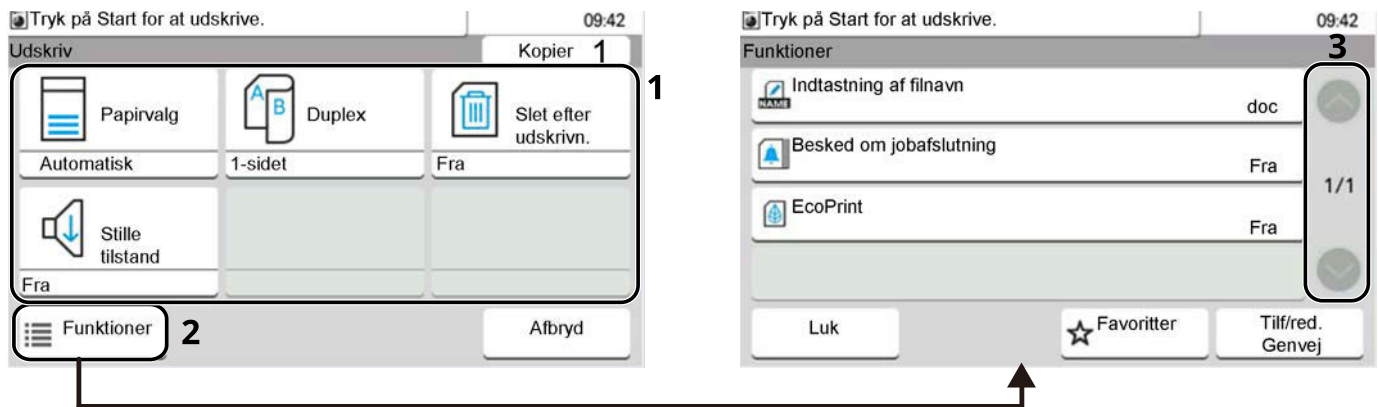 Tryk på Start for at udskrive. 09:42
Udskriv Kopier 1
1
Papirvalg
Automatisk
A B Duplex
1-sidet
Slet efter
udskrivn.
Fra
Stille
tilstand
Fra
Funktioner 2 Afbryd
Tryk på Start for at udskrive. 09:42
Funktioner 3
NAME Indtastning af filnavn
doc
Besked om jobafslutning
Fra
1/1
EcoPrint
Fra
Luk Favoritter Tilf/red.
Genvej